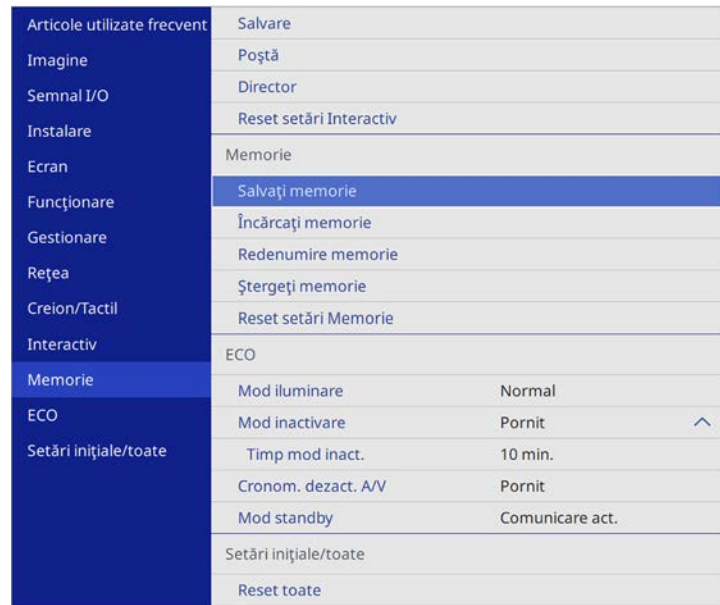 Articole utilizate frecvent
Imagine
Semnal I/O
Instalare
Ecran
Funcţionare
Gestionare
Reţea
Creion/Tactil
Interactiv
Memorie
ECO
Setări iniţiale/toate
Salvare
Poştă
Director
Reset setări Interactiv
Memorie
Salvaţi memorie
Încărcaţi memorie
Redenumire memorie
Ştergeţi memorie
Reset setări Memorie
ECO
Mod iluminare Normal
Mod inactivare Pornit
Timp mod inact. 10 min.
Cronom. dezact. A/V Pornit
Mod standby Comunicare act.
Setări iniţiale/toate
Reset toate